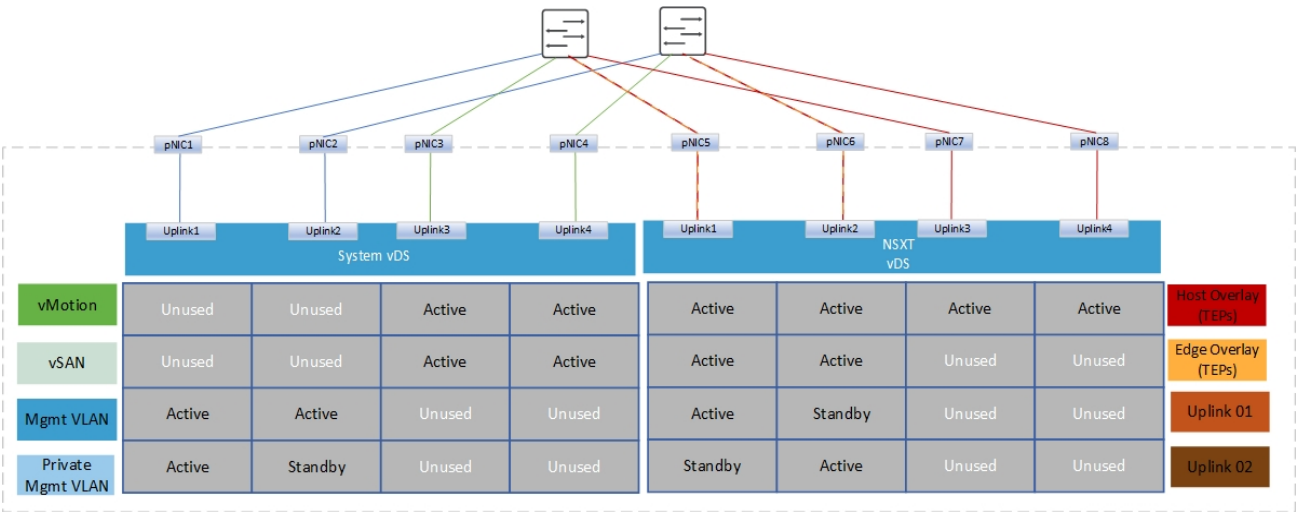 pNIC1 pNIC2 pNIC3 pNIC4 pNIC5 pNIC6 pNIC7 pNIC8
Uplink1 Uplink2 Uplink3 Uplink4 Uplink1 Uplink2 Uplink3 Uplink4
System vDS
NSXT
vDS
vMotion
Unused Unused Active Active
Active Active Active Active
Host Overlay
(TEPs)
vSAN
Unused Unused Active Active
Active Active Unused Unused
Edge Overlay
(TEPs)
Mgmt VLAN
Active Active Unused Unused
Active Standby Unused Unused
Uplink 01
Private
Mgmt VLAN
Active Standby Unused Unused
Standby Active Unused Unused
Uplink 02